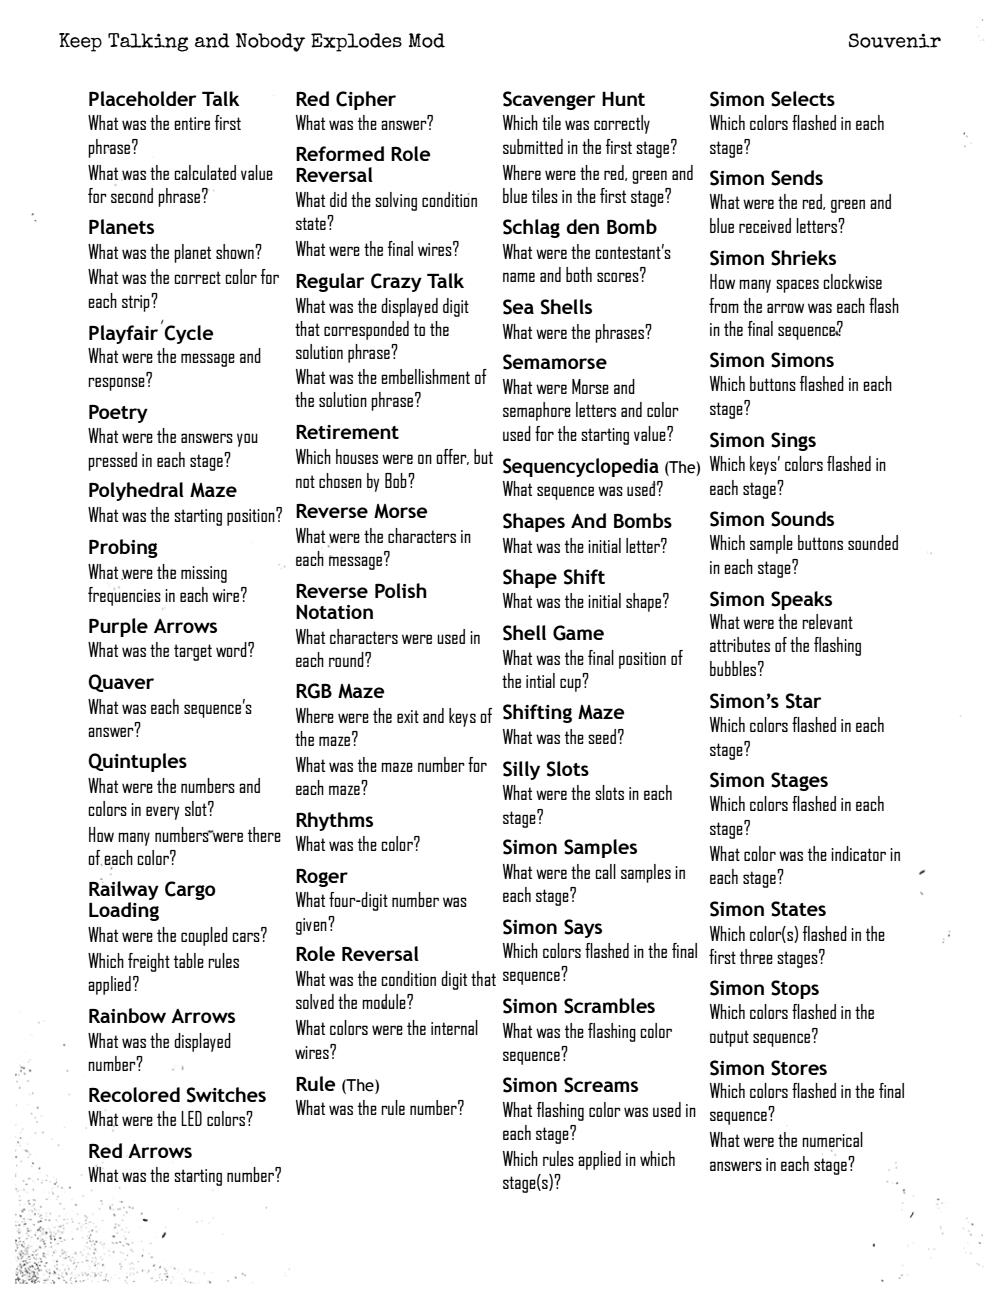 Keep Talking and Nobody Explodes Mod
Souvenir
Placeholder Talk
What was the entire first
phrase?
What was the calculated value
for second phrase?
Planets
What was the planet shown?
What was the correct color for
each strip?
Playfair Cycle
What were the message and
response?
Poetry
What were the answers you
pressed in each stage?
Polyhedral Maze
What was the starting position?
Probing
What were the missing
frequencies in each wire?
Purple Arrows
What was the target word?
Quaver
What was each sequence's
answer?
Quintuples
What were the numbers and
colors in every slot?
How many numbers were there
of each color?
Railway Cargo
Loading
What were the coupled cars?
Which freight table rules
applied?
Rainbow Arrows
What was the displayed
number?
Recolored Switches
What were the LED colors?
Red Arrows
What was the starting number?
Red Cipher
What was the answer?
Reformed Role
Reversal
What did the solving condition
state?
What were the final wires?
Regular Crazy Talk
What was the displayed digit
that corresponded to the
solution phrase?
What was the embellishment of
the solution phrase?
Retirement
Which houses were on offer, but
not chosen by Bob?
Reverse Morse
What were the characters in
each message?
Reverse Polish
Notation
What characters were used in
each round?
RGB Maze
Where were the exit and keys of
the maze?
What was the maze number for
each maze?
Rhythms
What was the color?
Roger
What four-digit number was
given?
Role Reversal
What was the condition digit that
solved the module?
What colors were the internal
wires?
Rule (The)
What was the rule number?
Scavenger Hunt
Which tile was correctly
submitted in the first stage?
Where were the red, green and
blue tiles in the first stage?
Schlag den Bomb
What were the contestant's
name and both scores?
Sea Shells
What were the phrases?
Semamorse
What were Morse and
semaphore letters and color
used for the starting value?
Sequencyclopedia (The)
What sequence was used?
Shapes And Bombs
What was the initial letter?
Shape Shift
What was the initial shape?
Shell Game
What was the final position of
the intial cup?
Shifting Maze
What was the seed?
Silly Slots
What were the slots in each
stage?
Simon Samples
What were the call samples in
each stage?
Simon Says
Which colors flashed in the final
sequence?
Simon Scrambles
What was the flashing color
sequence?
Simon Screams
What flashing color was used in
each stage?
Which rules applied in which
stage(s)?
Simon Selects
Which colors flashed in each
stage?
Simon Sends
What were the red, green and
blue received letters?
Simon Shrieks
How many spaces clockwise
from the arrow was each flash
in the final sequence?
Simon Simons
Which buttons flashed in each
stage?
Simon Sings
Which keys' colors flashed in
each stage?
Simon Sounds
Which sample buttons sounded
in each stage?
Simon Speaks
What were the relevant
attributes of the flashing
bubbles?
Simon's Star
Which colors flashed in each
stage?
Simon Stages
Which colors flashed in each
stage?
What color was the indicator in
each stage?
Simon States
Which color(s) flashed in the
first three stages?
Simon Stops
Which colors flashed in the
output sequence?
Simon Stores
Which colors flashed in the final
sequence?
What were the numerical
answers in each stage?